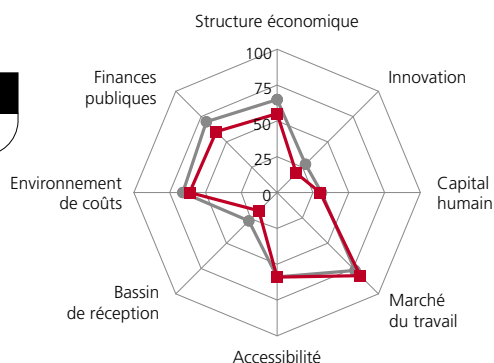 Structure économique
100
75
50
25
0
Innovation
Capital
humain
Marché
du travail
Accessibilité
Bassin
de réception
Environnement
de coûts
Finances
publiques